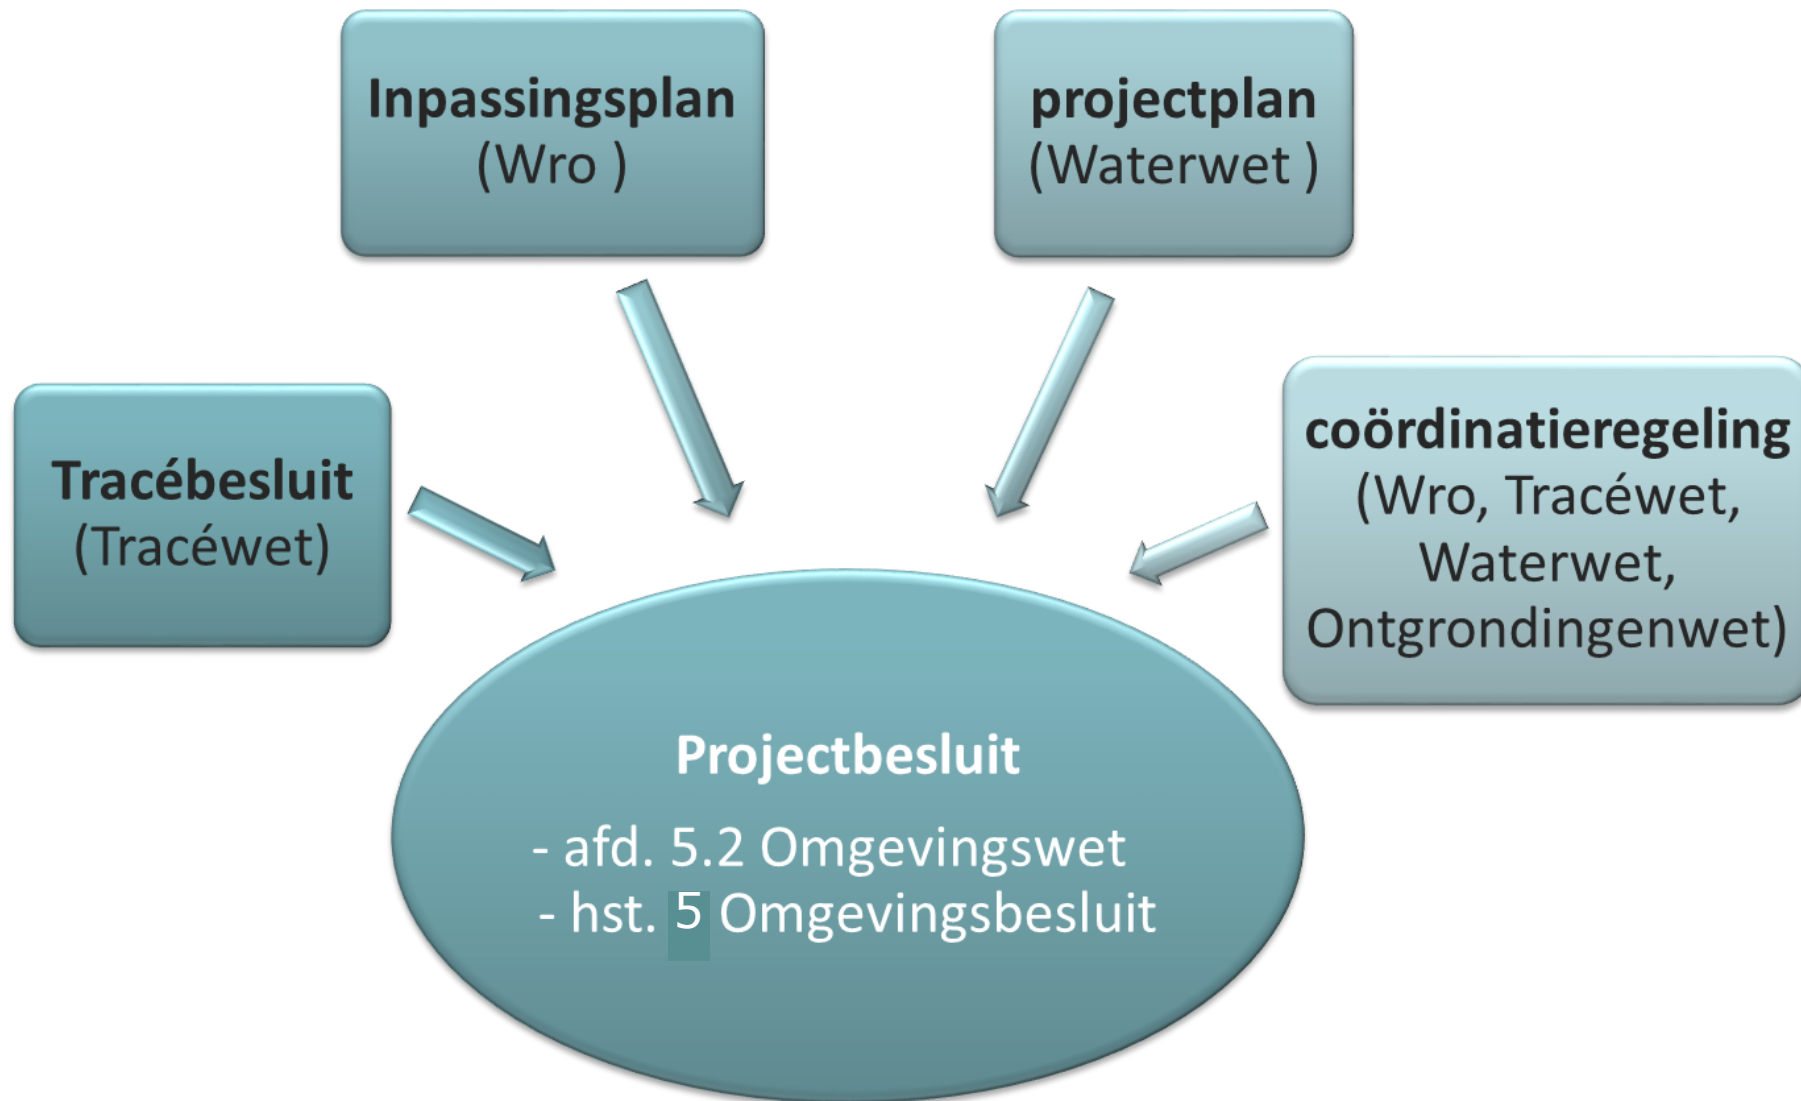 Inpassingsplan
(Wro )
projectplan
(Waterwet )
Tracébesluit
(Tracéwet)
coördinatieregeling
(Wro, Tracéwet,
Waterwet,
Ontgrondingenwet)
Projectbesluit
- afd. 5.2 Omgevingswet
- hst. 5 Omgevingsbesluit